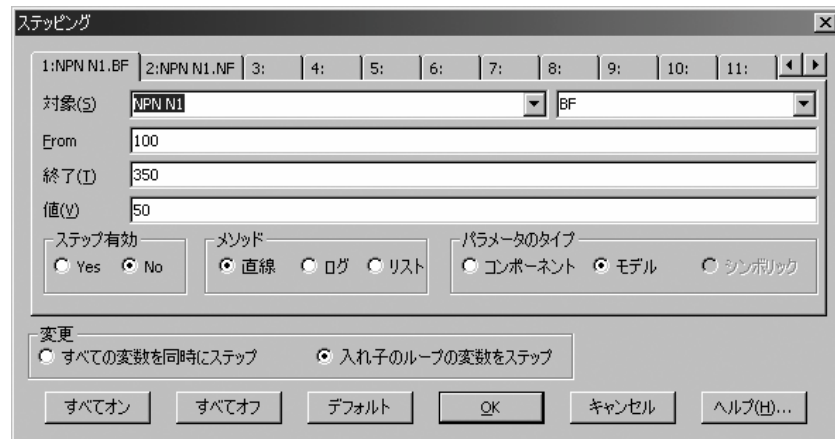 ステッピング
1:NPN N1.BF 2:NPN N1.NF 3: 4: 5: 6: 7: 8: 9: 10: 11:
対象(S) NPN N1 BF
From 100
終了(T) 350
値(V) 50
ステップ有効 メソッド パラメータのタイプ
Yes No 直線 ログ リスト コンポーネント モデル シンボリック
変更
すべての変数を同時にステップ 入れ子のループの変数をステップ
すべてオン すべてオフ デフォルト OK キャンセル ヘルプ(H)...